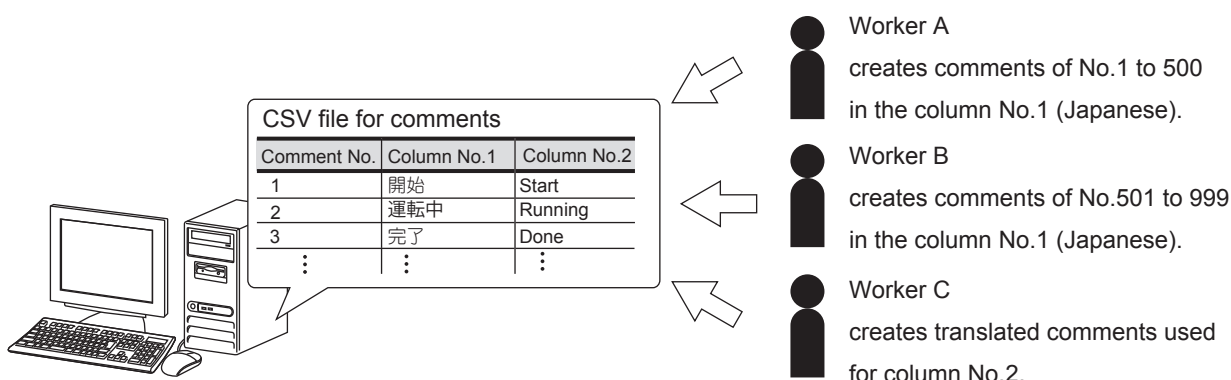 CSV file for comments
Comment No. Column No.1 Column No.2
1 開始 Start
2 運転中 Running
3 完了 Done
Worker A
creates comments of No.1 to 500
in the column No.1 (Japanese).
Worker B
creates comments of No.501 to 999
in the column No.1 (Japanese).
Worker C
creates translated comments used
for column No.2.